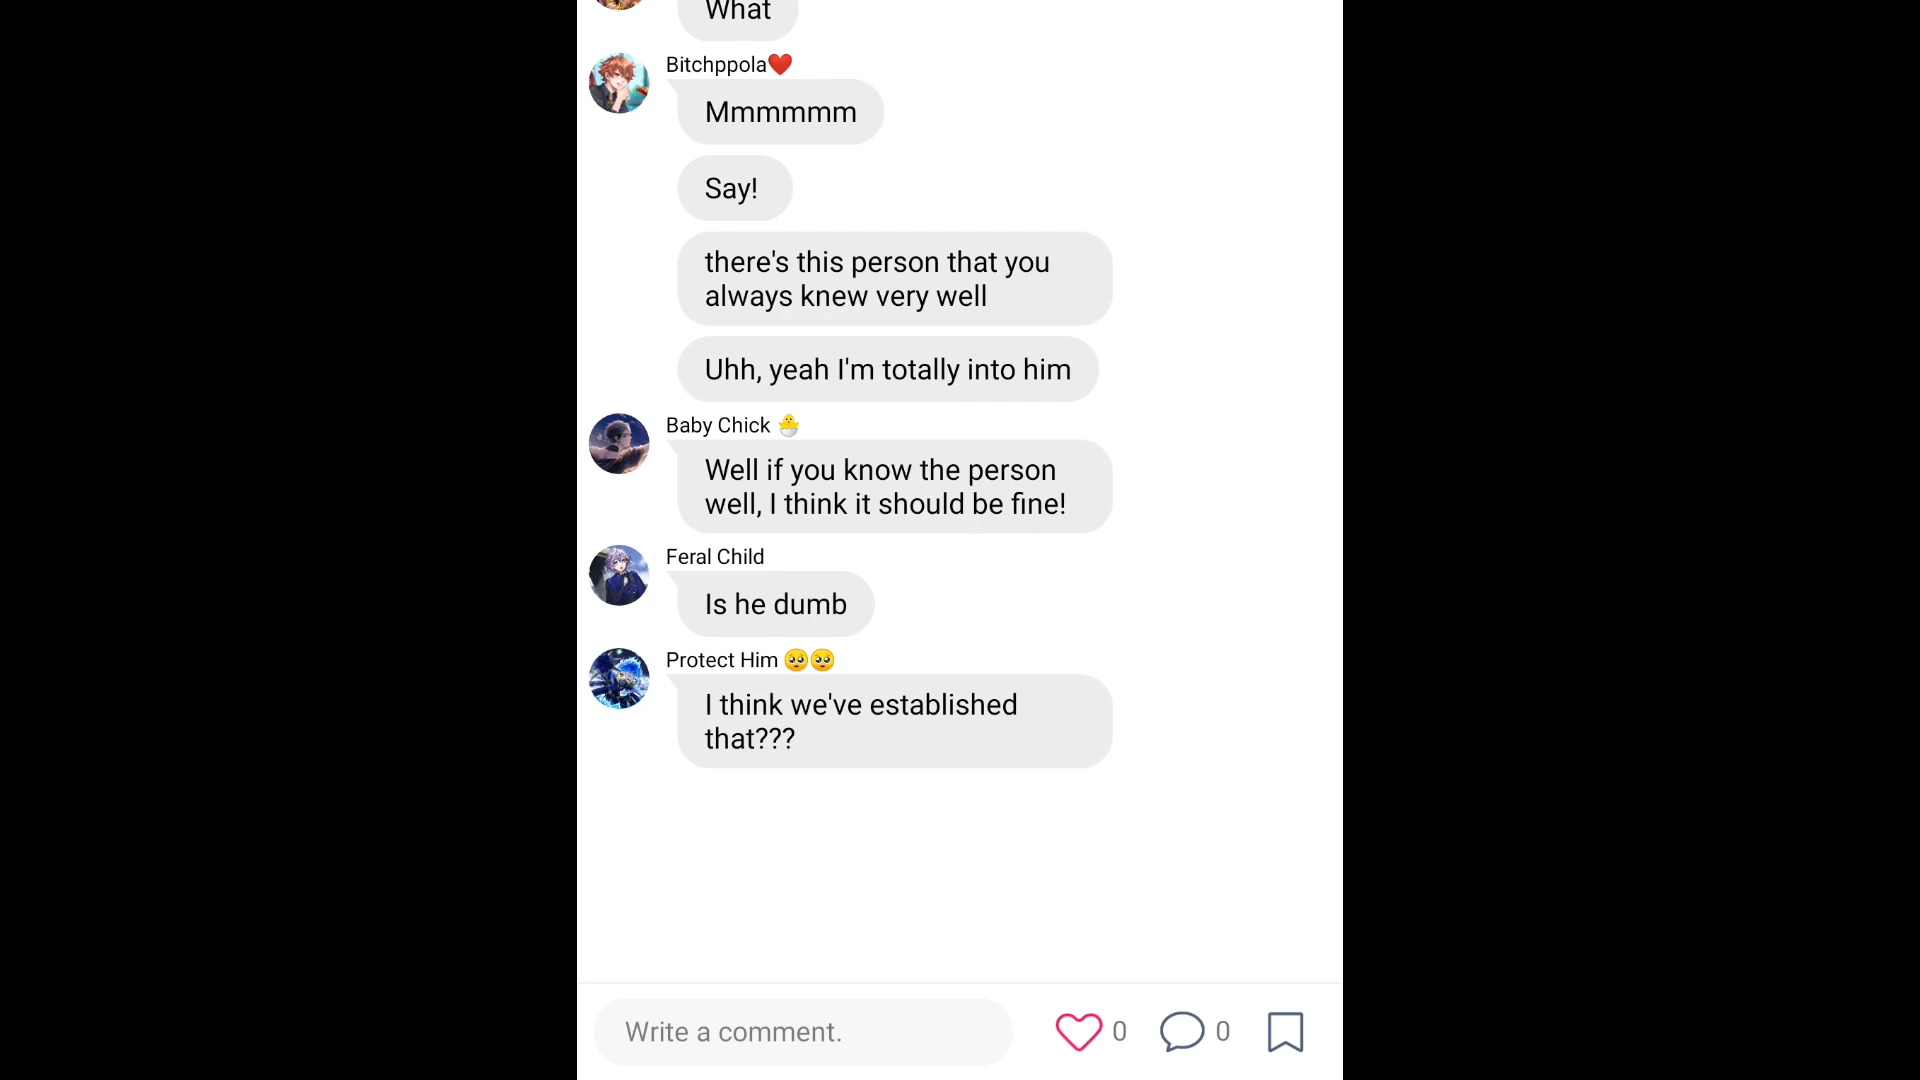 What
Bitchppola❤️
Mmmmmm
Say!
there's this person that you
always knew very well
Uhh, yeah I'm totally into him
Baby Chick 🐣
Well if you know the person
well, I think it should be fine!
Feral Child
Is he dumb
Protect Him 🥺🥺
I think we've established
that???
Write a comment.
0
0